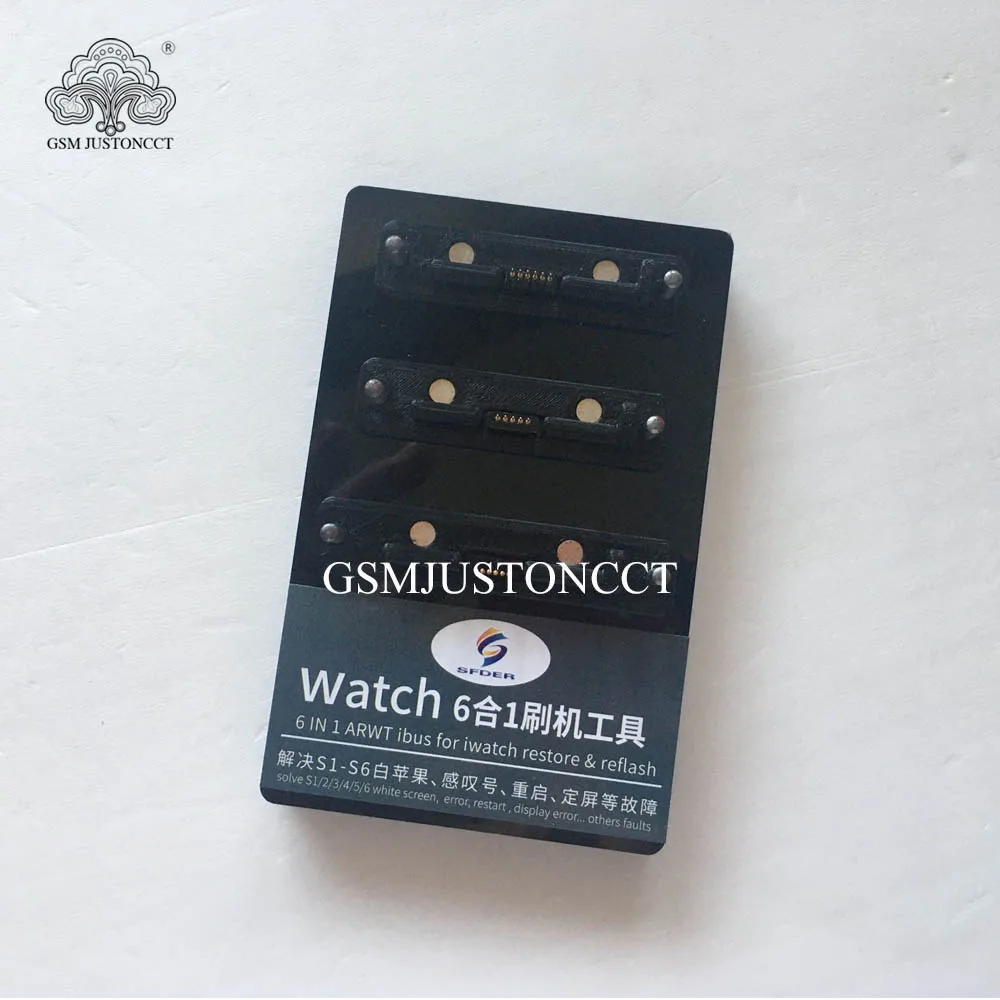 ®
GSM JUSTONCCT
GSMJUSTONCCT
SFDER
Watch 6合1刷机工具
6 IN 1 ARWT ibus for iwatch restore & reflash
解决S1-S6白苹果、感叹号、重启、定屏等故障
solve S1/2/3/4/5/6 white screen, error, restart , display error... others faults